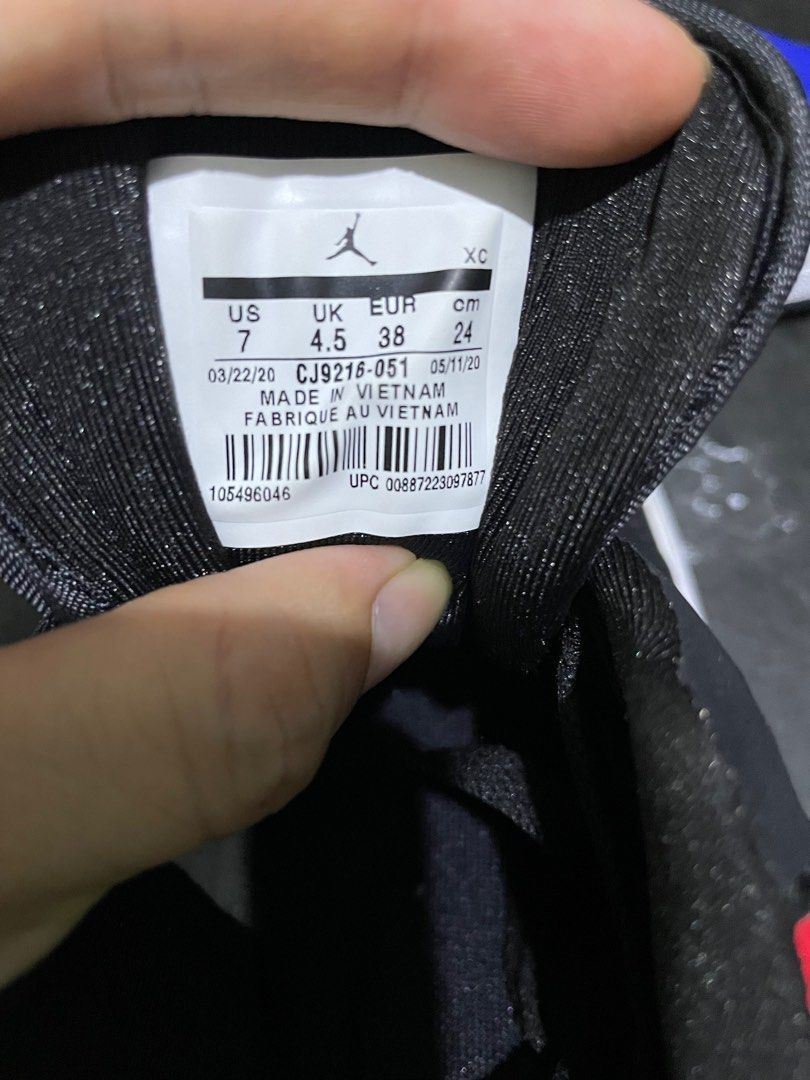 XC
US UK EUR cm
7 4.5 38 24
03/22/20 CJ9216-051 05/11/20
MADE IN VIETNAM
FABRIQUE AU VIETNAM
105496046 UPC 00887223097877